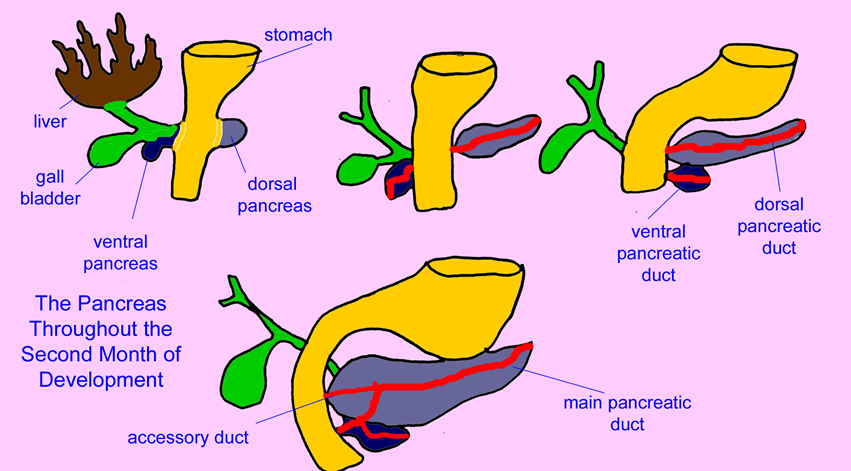 stomach
liver
gall
bladder
dorsal
pancreas
ventral
pancreas
ventral
pancreatic
duct
dorsal
pancreatic
duct
The Pancreas
Throughout the
Second Month of
Development
accessory duct
main pancreatic
duct